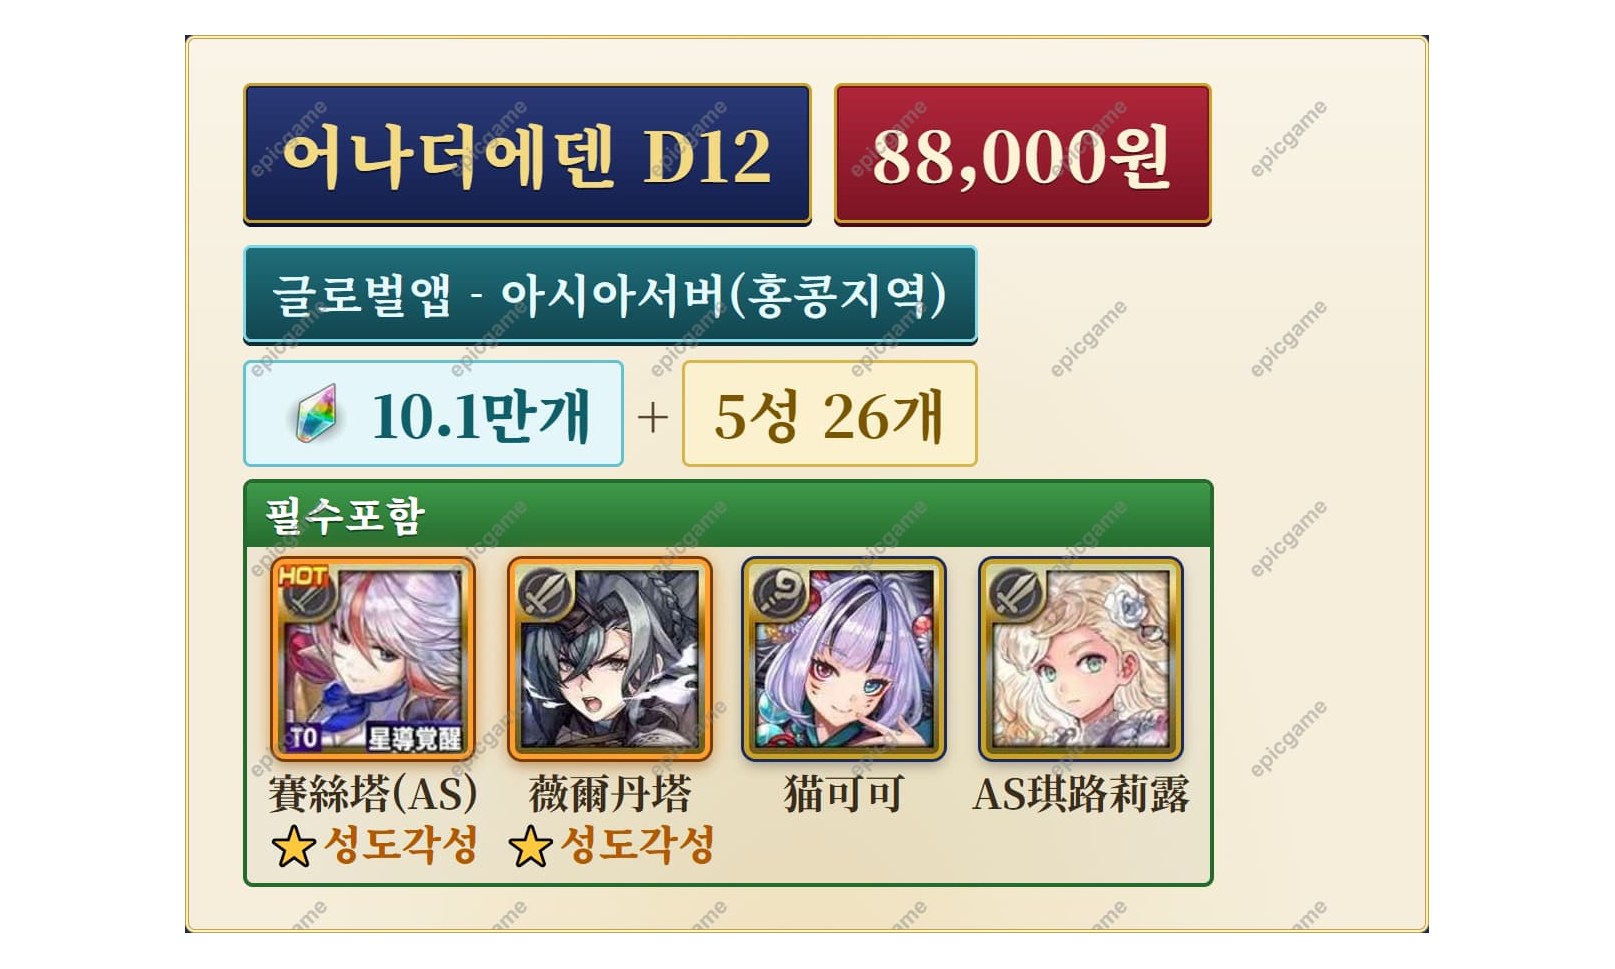 어나더에덴 D12
88,000원
글로벌앱 - 아시아서버(홍콩지역)
10.1만개 + 5성 26개
필수포함
HOT
T0 星導覚醒
賽絲塔(AS) 薇爾丹塔 猫可可 AS琪路莉露
성도각성 성도각성
epicgame